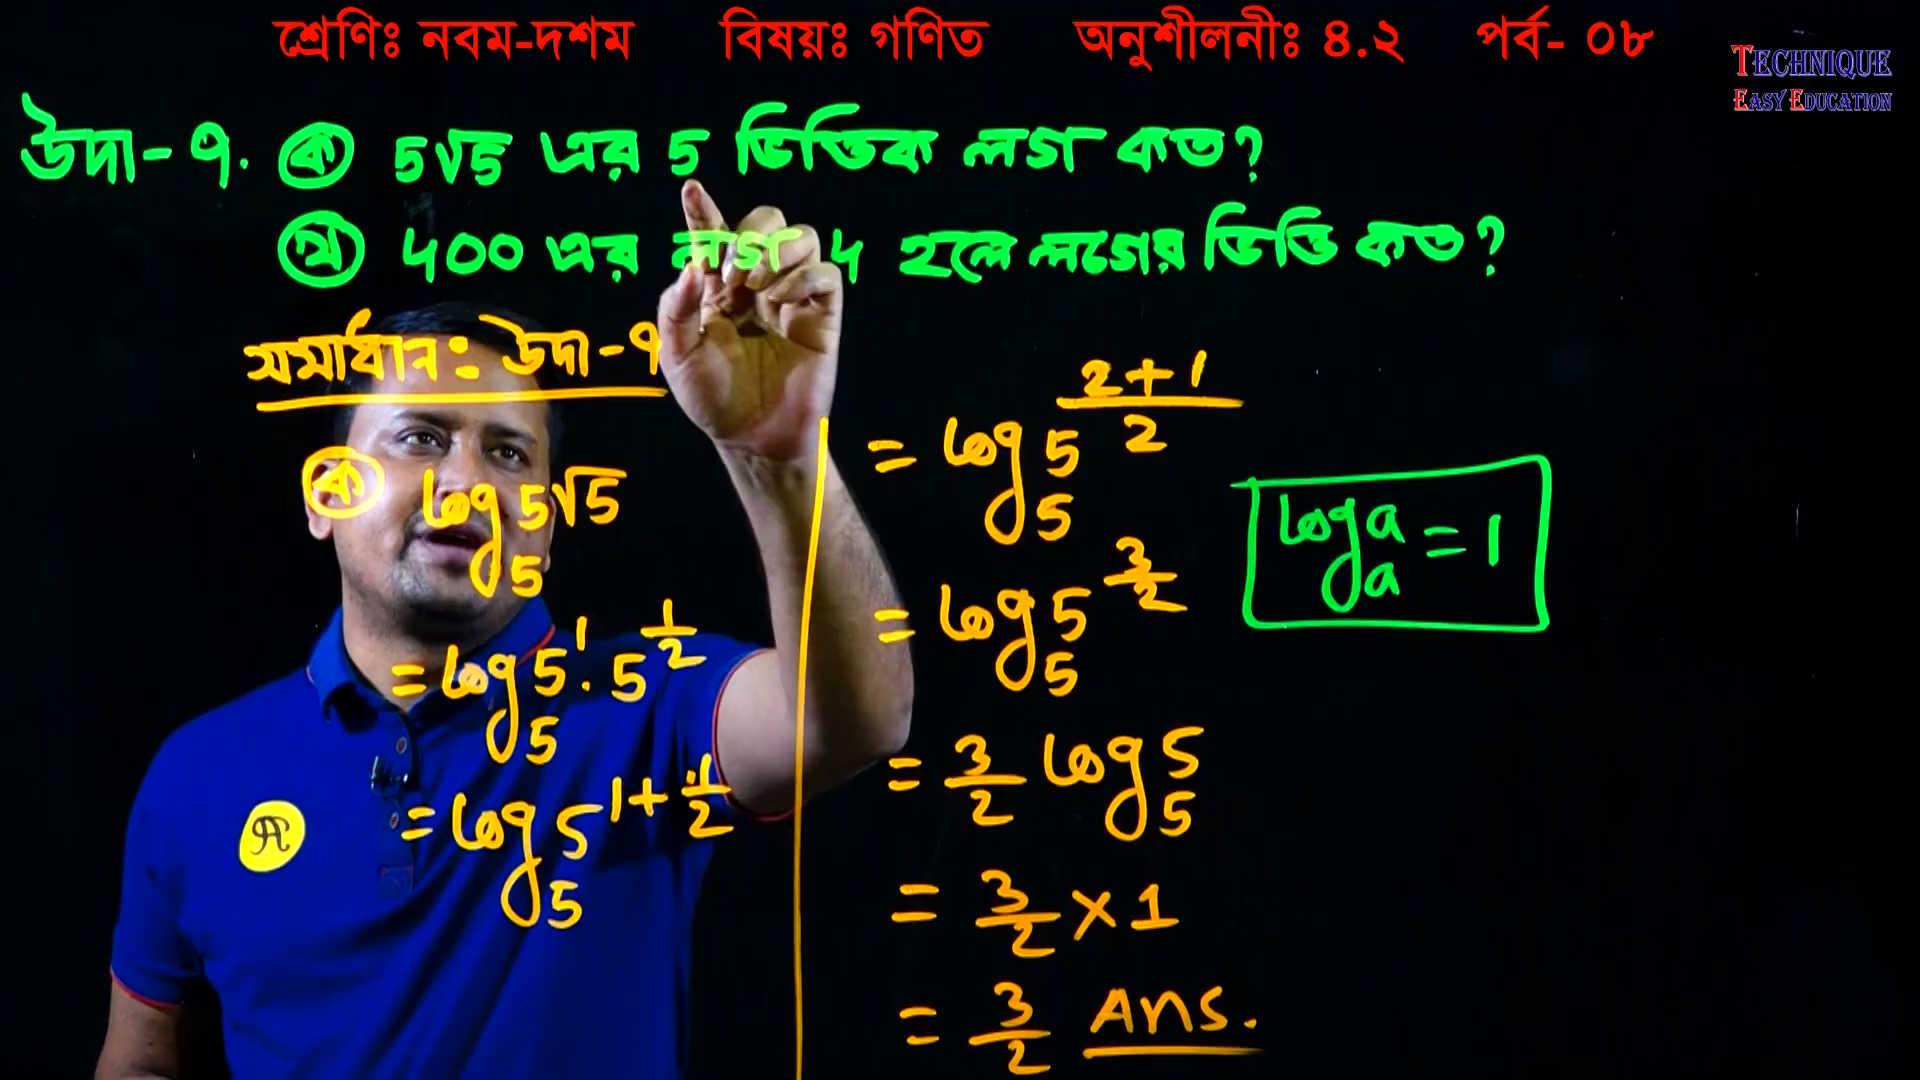 শ্রেণিঃ নবম-দশম বিষয়ঃ গণিত অনুশীলনীঃ ৪.২ পর্ব- ০৮
TECHNIQUE
EASY EDUCATION
উদা-৭. ক 5√5 এর 5 ভিত্তিক লগ কত?
খ 400 এর লগ 4 হলে লগের ভিত্তি কত?
সমাধান: উদা-৭
ক log₅ 5√5
= log₅ 5¹·5^(1/2)
= log₅ 5^(1+1/2)
= log₅ 5^((2+1)/2)
= log₅ 5^(3/2)
= 3/2 log₅ 5
= 3/2 × 1
= 3/2 Ans.
logₐ a = 1